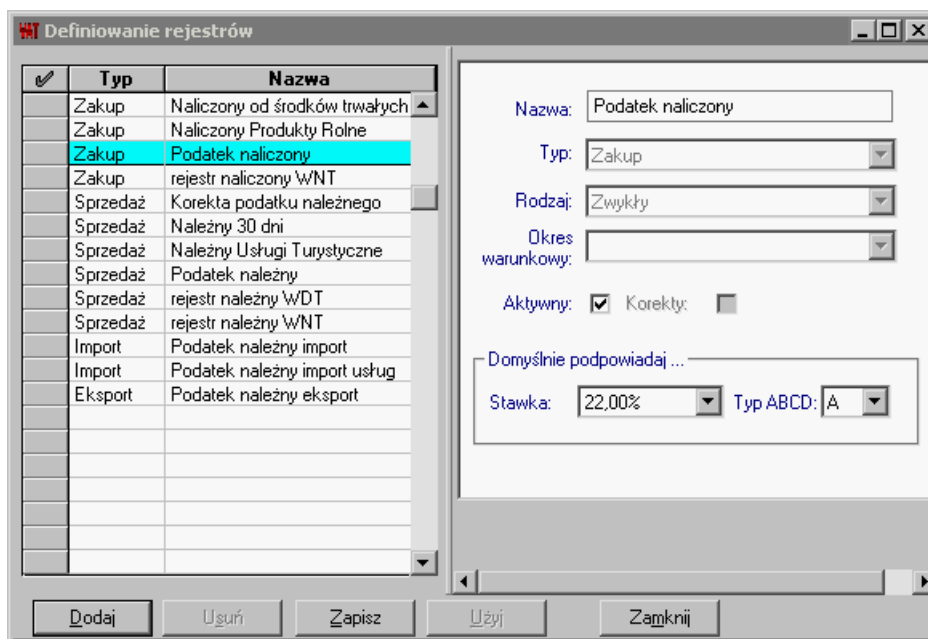 VAT Definiowanie rejestrów
Typ Nazwa
Zakup Naliczony od środków trwałych
Zakup Naliczony Produkty Rolne
Zakup Podatek naliczony
Zakup rejestr naliczony WNT
Sprzedaż Korekta podatku należnego
Sprzedaż Należny 30 dni
Sprzedaż Należny Usługi Turystyczne
Sprzedaż Podatek należny
Sprzedaż rejestr należny WDT
Sprzedaż rejestr należny WNT
Import Podatek należny import
Import Podatek należny import usług
Eksport Podatek należny eksport
Nazwa: Podatek naliczony
Typ: Zakup
Rodzaj: Zwykły
Okres
warunkowy:
Aktywny: Korekty:
Domyślnie podpowiadaj ...
Stawka: 22,00% Typ ABCD: A
Dodaj Usuń Zapisz Użyj Zamknij